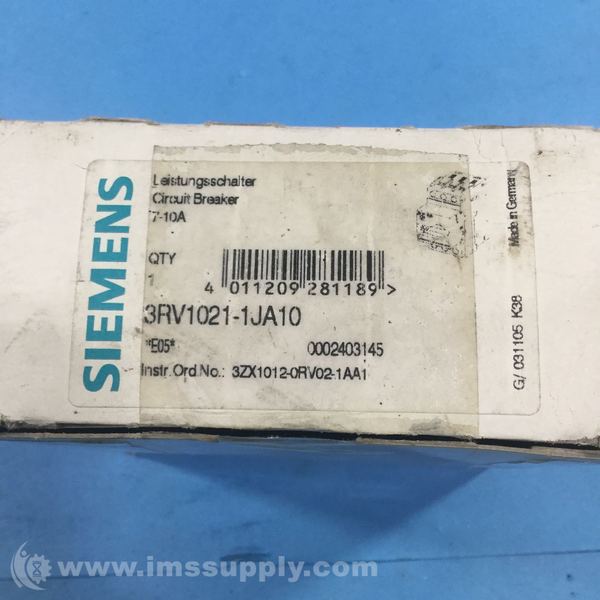 SIEMENS
Leistungsschalter
Circuit Breaker
7-10A
QTY
1
4 011209 281189 >
3RV1021-1JA10
*E05* 0002403145
Instr.Ord.No.: 3ZX1012-0RV02-1AA1
Made in Germany
G/ 031105 K38
www.imssupply.com